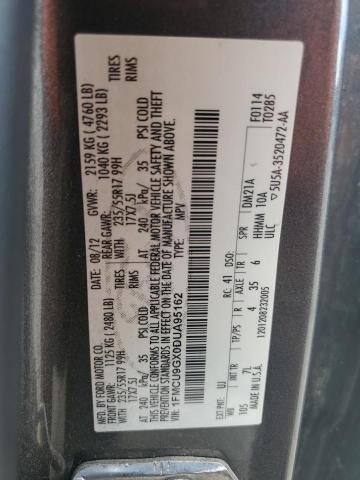 MFD. BY FORD MOTOR CO.
DATE: 08/12
GVWR: 2159 KG ( 4760 LB)
FRONT GAWR: 1125 KG ( 2480 LB)
REAR GAWR: 1040 KG ( 2293 LB)
WITH
235/55R17 99H TIRES
17X7.5J RIMS
AT 240 kPa/ 35 PSI COLD
WITH
235/55R17 99H TIRES
17X7.5J RIMS
AT 240 kPa/ 35 PSI COLD
THIS VEHICLE CONFORMS TO ALL APPLICABLE FEDERAL MOTOR VEHICLE SAFETY AND THEFT
PREVENTION STANDARDS IN EFFECT ON THE DATE OF MANUFACTURE SHOWN ABOVE.
VIN: 1FMCU9GX0DUA95162
TYPE: MPV
F0114
T0285
EXT PNT: UJ RC: 41 DSO:
WB INT TR TP/PS R AXLE TR SPR DM21A
105 7L 4 35 6 HHMM 10A
MADE IN U.S.A. ULC
1201208232005
5U5A-3520472-AA